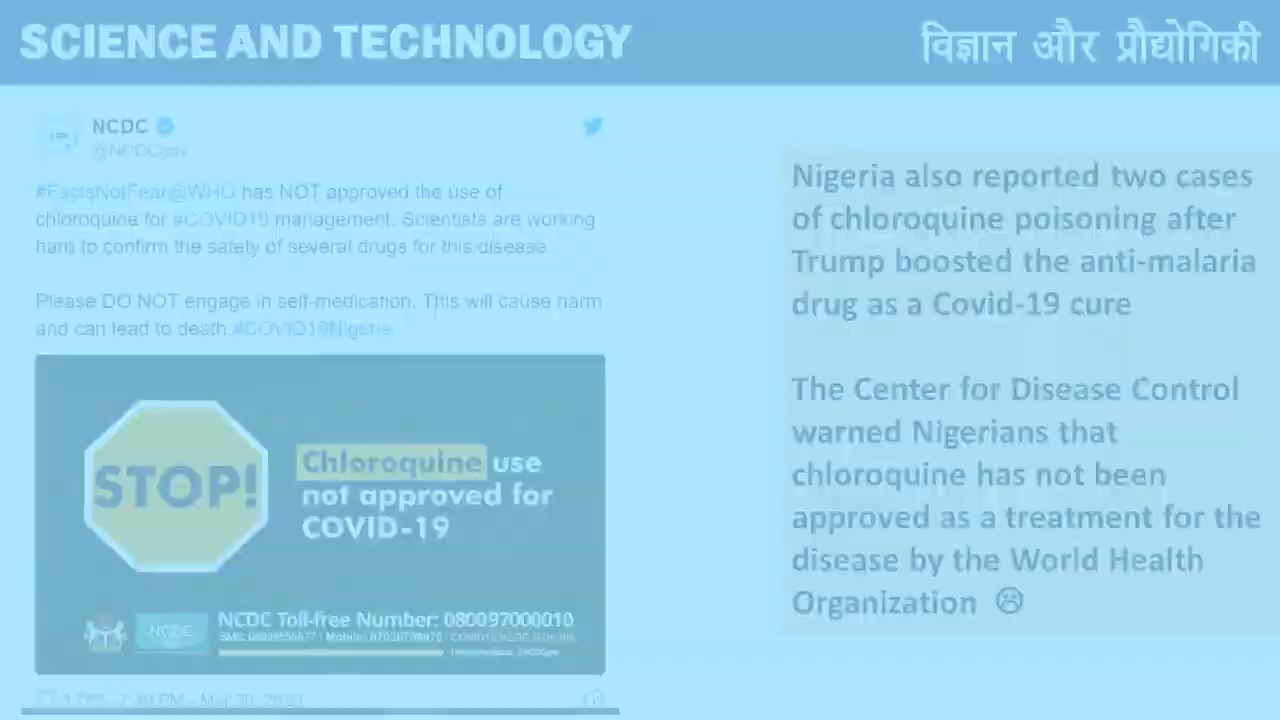 SCIENCE AND TECHNOLOGY
विज्ञान और प्रौद्योगिकी
NCDC
@NCDCgov
#FactsNotFear@WHO has NOT approved the use of
chloroquine for #COVID19 management. Scientists are working
hard to confirm the safety of several drugs for this disease.
Please DO NOT engage in self-medication. This will cause harm
and can lead to death.#COVID19Nigeria
STOP!
Chloroquine use
not approved for
COVID-19
NCDC
NCDC Toll-free Number: 080097000010
Nigeria also reported two cases
of chloroquine poisoning after
Trump boosted the anti-malaria
drug as a Covid-19 cure
The Center for Disease Control
warned Nigerians that
chloroquine has not been
approved as a treatment for the
disease by the World Health
Organization ☹